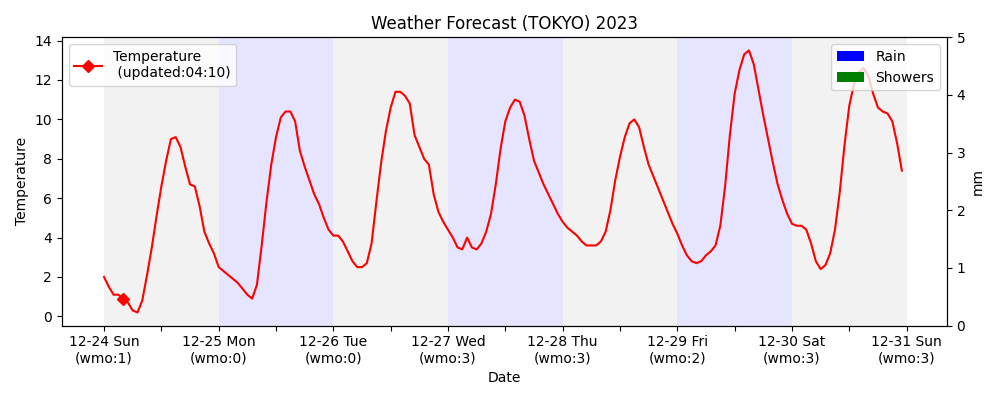 Weather Forecast (TOKYO) 2023
Temperature
(updated:04:10)
Rain
Showers
Temperature
14
12
10
8
6
4
2
0
5
4
3
2
1
0
mm
12-24 Sun
(wmo:1)
12-25 Mon
(wmo:0)
12-26 Tue
(wmo:0)
12-27 Wed
(wmo:3)
12-28 Thu
(wmo:3)
12-29 Fri
(wmo:2)
12-30 Sat
(wmo:3)
12-31 Sun
(wmo:3)
Date